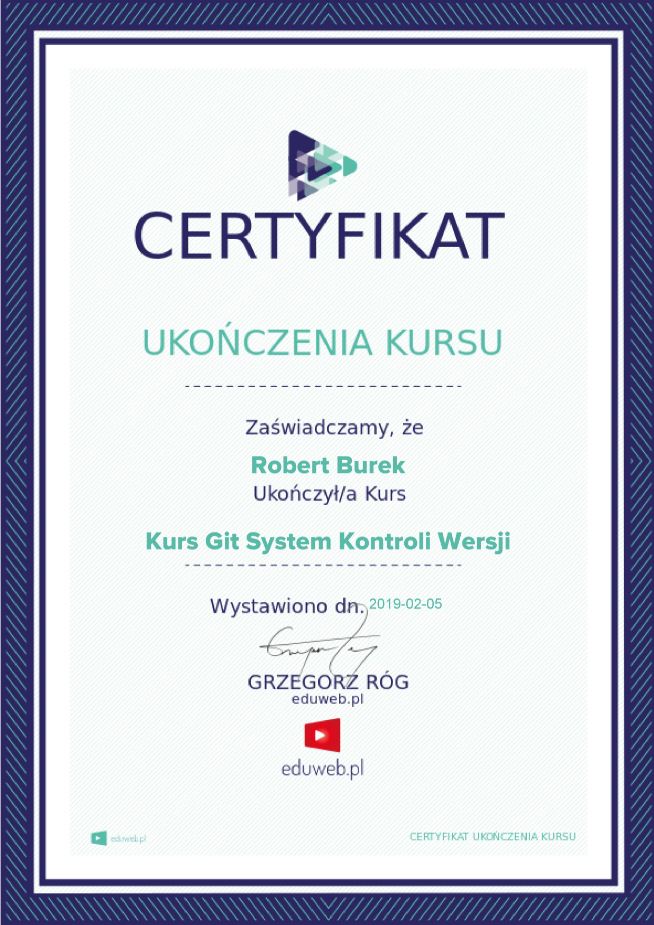 CERTYFIKAT
UKOŃCZENIA KURSU
Zaświadczamy, że
Robert Burek
Ukończył/a Kurs
Kurs Git System Kontroli Wersji
Wystawiono dn. 2019-02-05
GRZEGORZ RÓG
eduweb.pl
eduweb.pl
eduweb.pl
CERTYFIKAT UKOŃCZENIA KURSU